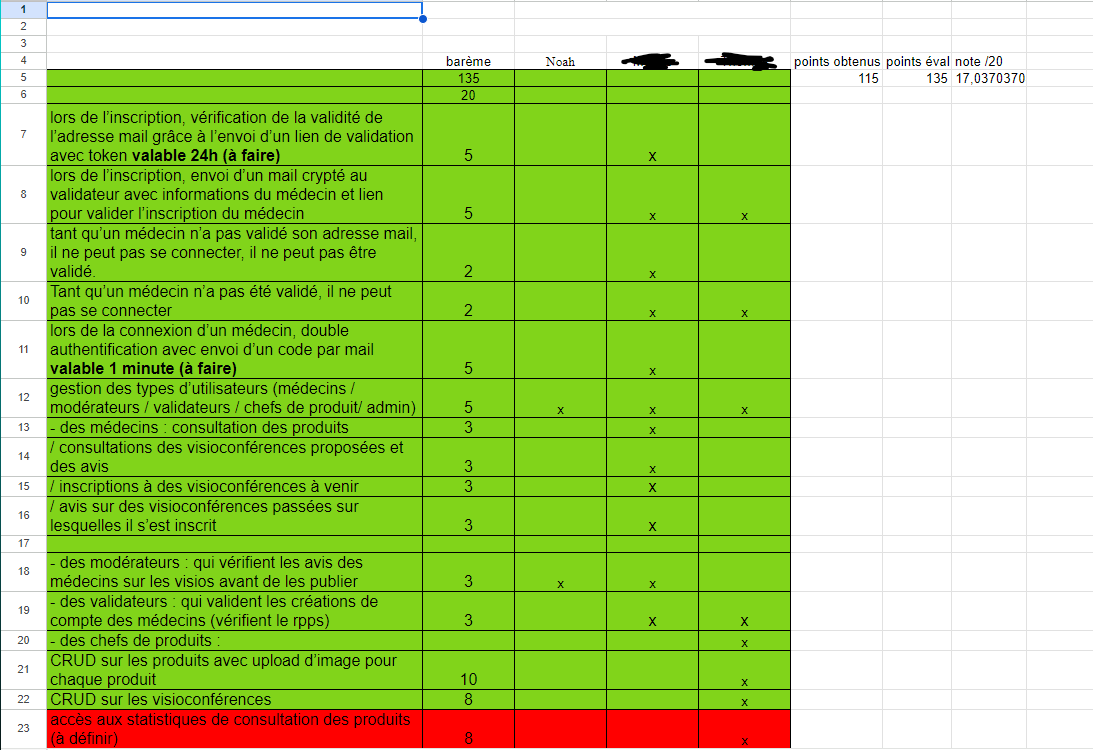 1
2
3
4 barème Noah points obtenus points éval note /20
5 135 115 135 17,0370370
6 20
lors de l’inscription, vérification de la validité de
7 l’adresse mail grâce à l’envoi d’un lien de validation
avec token valable 24h (à faire) 5 x
lors de l’inscription, envoi d’un mail crypté au
8 validateur avec informations du médecin et lien
pour valider l’inscription du médecin 5 x x
tant qu’un médecin n’a pas validé son adresse mail,
9 il ne peut pas se connecter, il ne peut pas être
validé. 2 x
10 Tant qu’un médecin n’a pas été validé, il ne peut
pas se connecter 2 x x
lors de la connexion d’un médecin, double
11 authentification avec envoi d’un code par mail
valable 1 minute (à faire) 5 x
12 gestion des types d’utilisateurs (médecins /
modérateurs / validateurs / chefs de produit/ admin) 5 x x x
13 - des médecins : consultation des produits 3 x
14 / consultations des visioconférences proposées et
des avis 3 x
15 / inscriptions à des visioconférences à venir 3 x
16 / avis sur des visioconférences passées sur
lesquelles il s’est inscrit 3 x
17
18 - des modérateurs : qui vérifient les avis des
médecins sur les visios avant de les publier 3 x x
19 - des validateurs : qui valident les créations de
compte des médecins (vérifient le rpps) 3 x x
20 - des chefs de produits : x
21 CRUD sur les produits avec upload d’image pour
chaque produit 10 x
22 CRUD sur les visioconférences 8 x
23 accès aux statistiques de consultation des produits
(à définir) 8 x